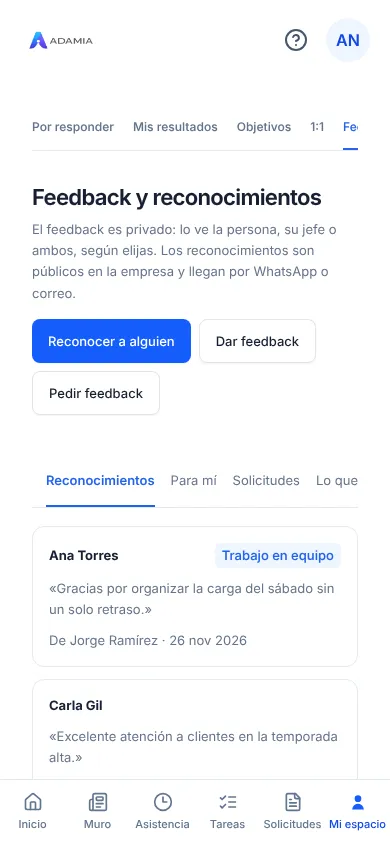 ADAMIA
AN
Por responder Mis resultados Objetivos 1:1 Fe
Feedback y reconocimientos
El feedback es privado: lo ve la persona, su jefe o
ambos, según elijas. Los reconocimientos son
públicos en la empresa y llegan por WhatsApp o
correo.
Reconocer a alguien Dar feedback
Pedir feedback
Reconocimientos Para mí Solicitudes Lo que
Ana Torres Trabajo en equipo
«Gracias por organizar la carga del sábado sin
un solo retraso.»
De Jorge Ramírez · 26 nov 2026
Carla Gil
«Excelente atención a clientes en la temporada
alta.»
Inicio Muro Asistencia Tareas Solicitudes Mi espacio